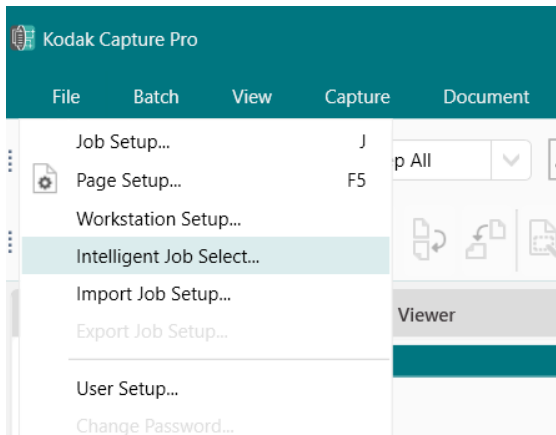 Kodak Capture Pro
File Batch View Capture Document
Job Setup... J
p All
Page Setup... F5
Workstation Setup...
Intelligent Job Select...
Import Job Setup...
Viewer
Export Job Setup...
User Setup...
Change Password...